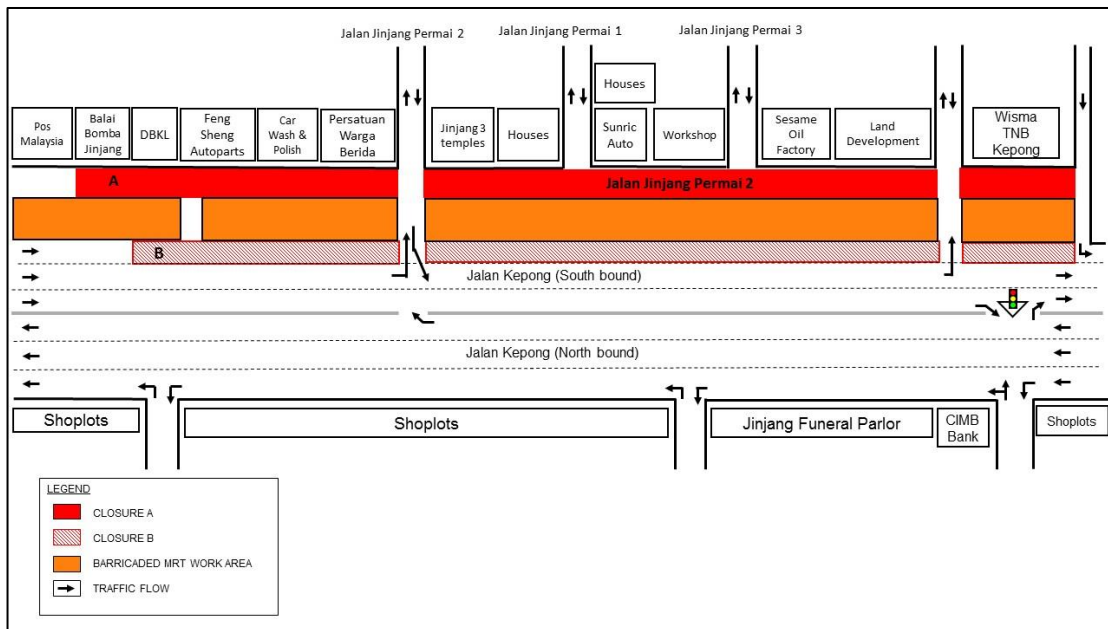 Jalan Jinjang Permai 2
Jalan Jinjang Permai 1
Jalan Jinjang Permai 3
Houses
Pos
Malaysia
Balai
Bomba
Jinjang
DBKL
Feng
Sheng
Autoparts
Car
Wash &
Polish
Persatuan
Warga
Berida
Jinjang 3
temples
Houses
Sunric
Auto
Workshop
Sesame
Oil
Factory
Land
Development
Wisma
TNB
Kepong
A
Jalan Jinjang Permai 2
B
Jalan Kepong (South bound)
Jalan Kepong (North bound)
Shoplots
Shoplots
Jinjang Funeral Parlor
CIMB
Bank
Shoplots
LEGEND
CLOSURE A
CLOSURE B
BARRICADED MRT WORK AREA
TRAFFIC FLOW